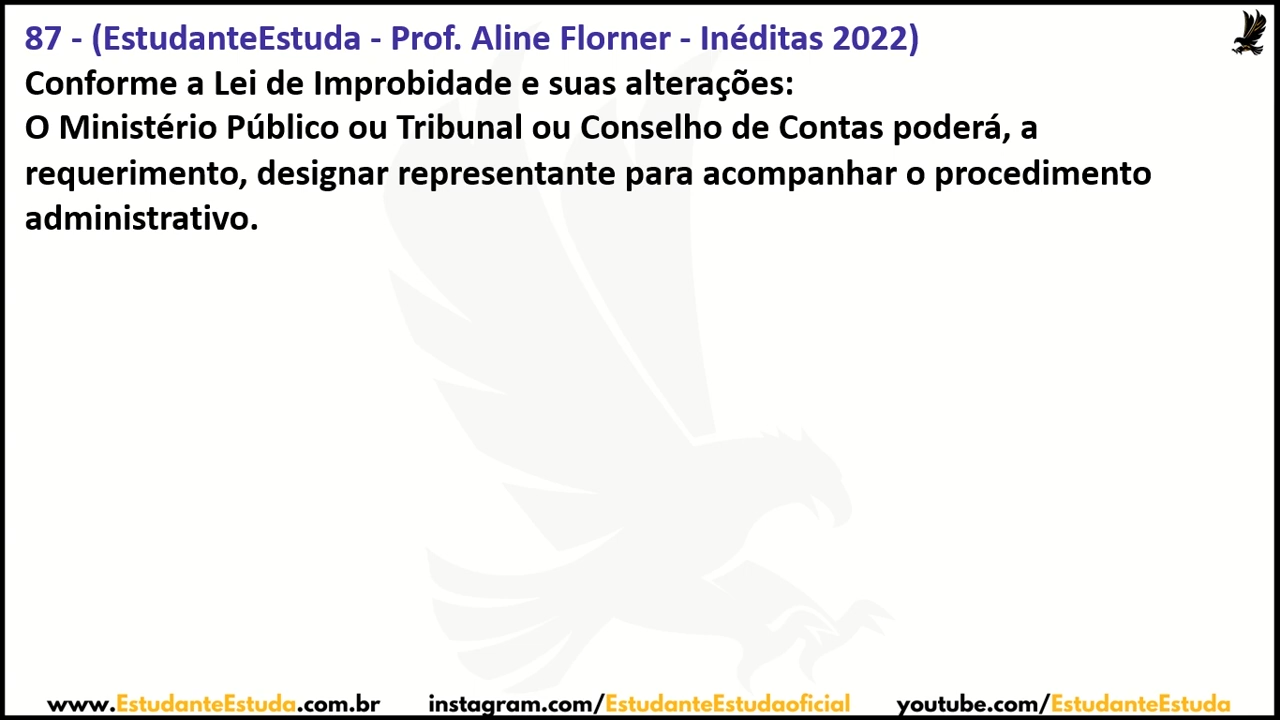 87 - (EstudanteEstuda - Prof. Aline Florner - Inéditas 2022)
Conforme a Lei de Improbidade e suas alterações:
O Ministério Público ou Tribunal ou Conselho de Contas poderá, a
requerimento, designar representante para acompanhar o procedimento
administrativo.
www.EstudanteEstuda.com.br instagram.com/EstudanteEstudaoficial youtube.com/EstudanteEstuda